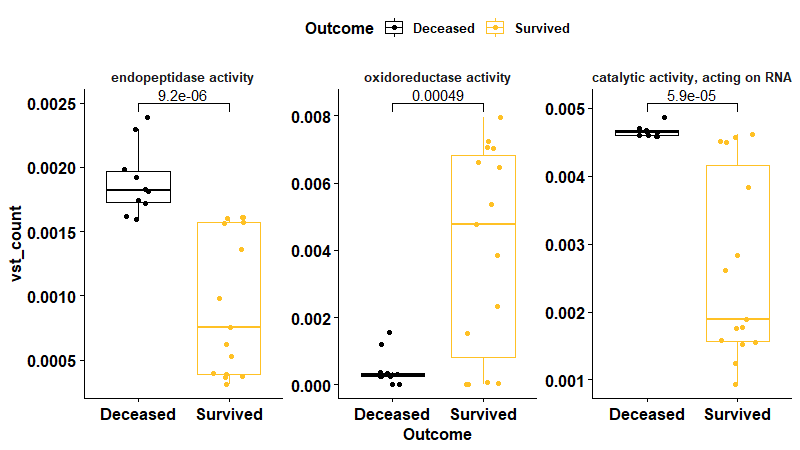 Outcome Deceased Survived
endopeptidase activity
oxidoreductase activity
catalytic activity, acting on RNA
9.2e-06
0.00049
5.9e-05
vst_count
0.0025
0.0020
0.0015
0.0010
0.0005
0.008
0.006
0.004
0.002
0.000
0.005
0.004
0.003
0.002
0.001
Deceased Survived
Deceased Survived
Deceased Survived
Outcome